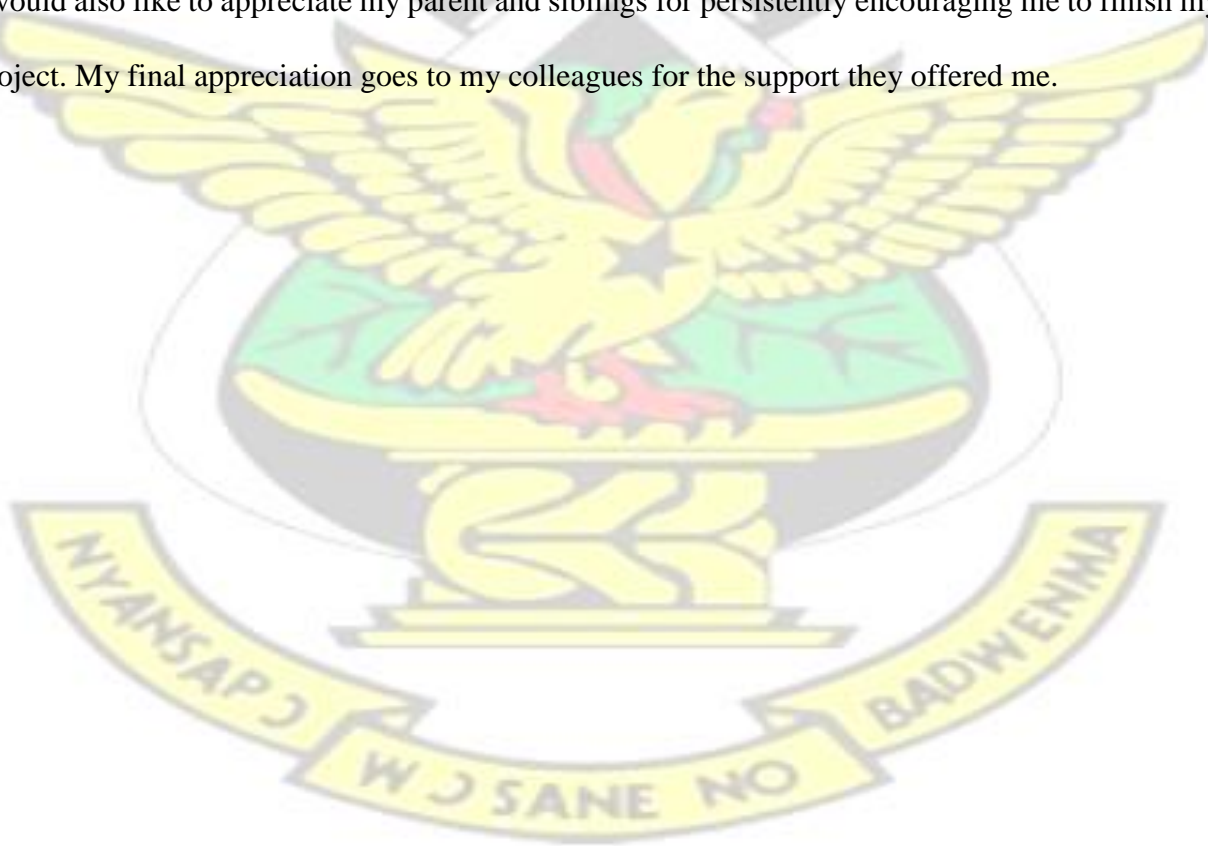 would also like to appreciate my parent and siblings for persistently encouraging me to finish my
oject. My final appreciation goes to my colleagues for the support they offered me.
NYANSAPƆ
WƆSANE NO
BADWENMA